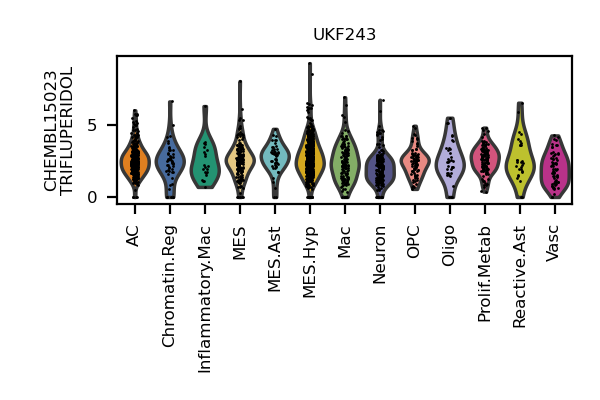 UKF243
CHEMBL15023
TRIFLUPERIDOL
5
0
AC
Chromatin.Reg
Inflammatory.Mac
MES
MES.Ast
MES.Hyp
Mac
Neuron
OPC
Oligo
Prolif.Metab
Reactive.Ast
Vasc